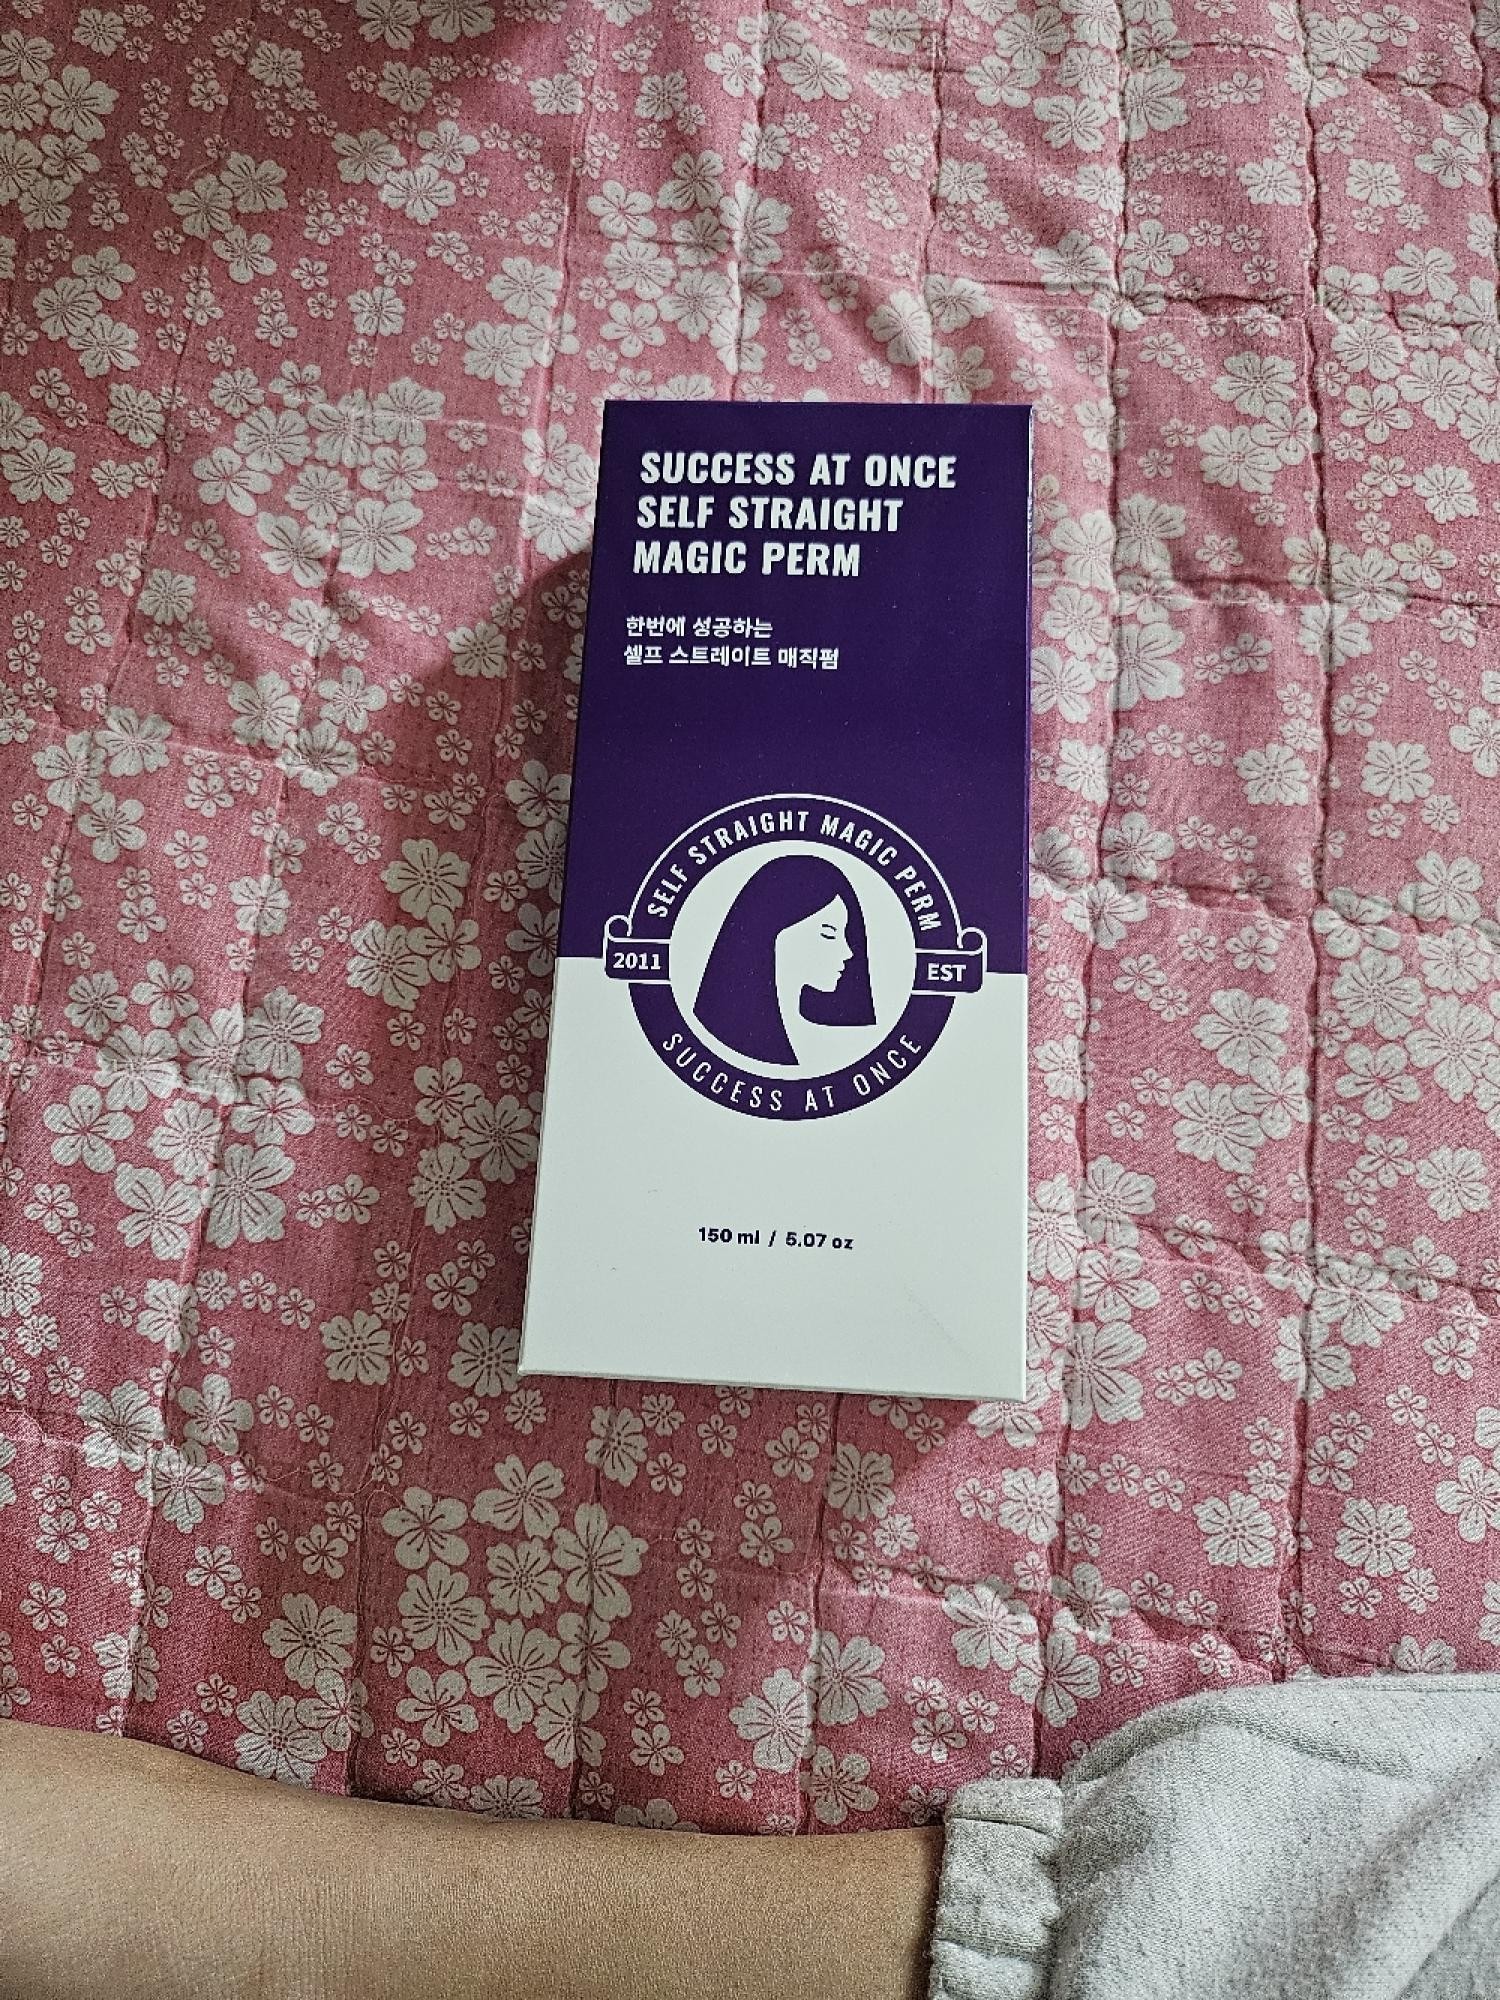 SUCCESS AT ONCE
SELF STRAIGHT
MAGIC PERM
한번에 성공하는
셀프 스트레이트 매직펌
SELF STRAIGHT MAGIC PERM
2011
EST
SUCCESS AT ONCE
150 ml / 5.07 oz